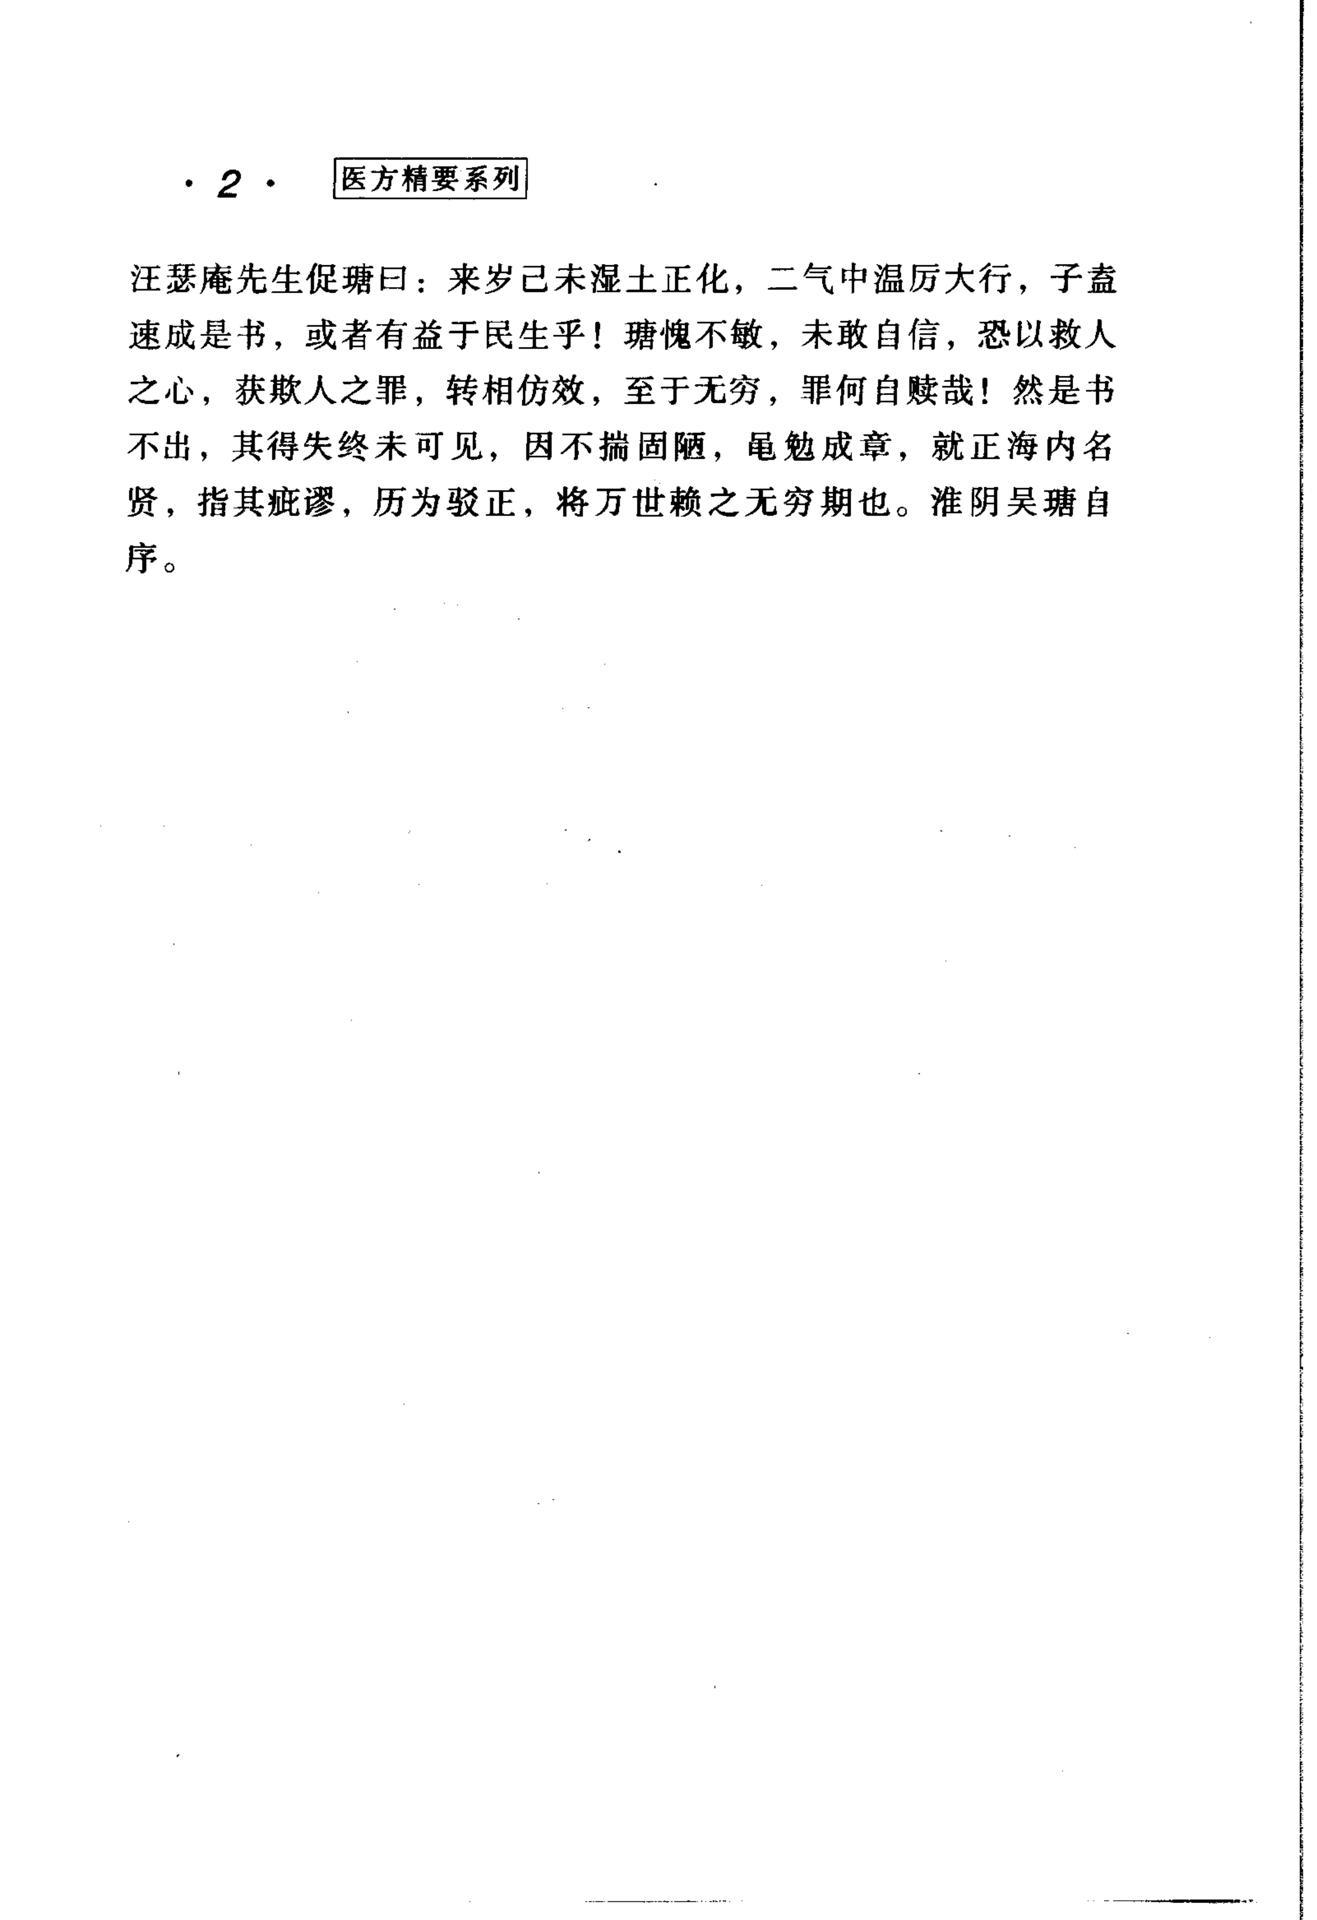 · 2 · 医方精要系列
汪瑟庵先生促瑭曰：来岁己未湿土正化，二气中温厉大行，子盍
速成是书，或者有益于民生乎！瑭愧不敏，未敢自信，恐以救人
之心，获欺人之罪，转相仿效，至于无穷，罪何自赎哉！然是书
不出，其得失终未可见，因不揣固陋，黾勉成章，就正海内名
贤，指其疵谬，历为驳正，将万世赖之无穷期也。淮阴吴瑭自
序。